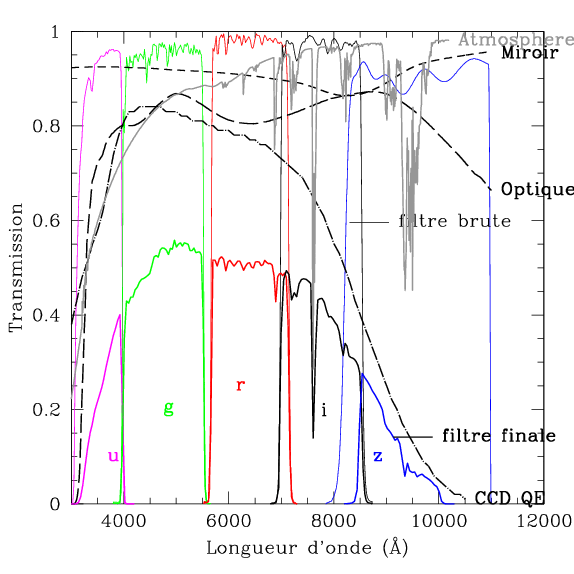 1
Atmosphere
Miroir
0.8
Optique
0.6
filtre brute
Transmission
0.4
r
g
i
0.2
filtre finale
u
z
0
CCD QE
4000 6000 8000 10000 12000
Longueur d'onde (Å)